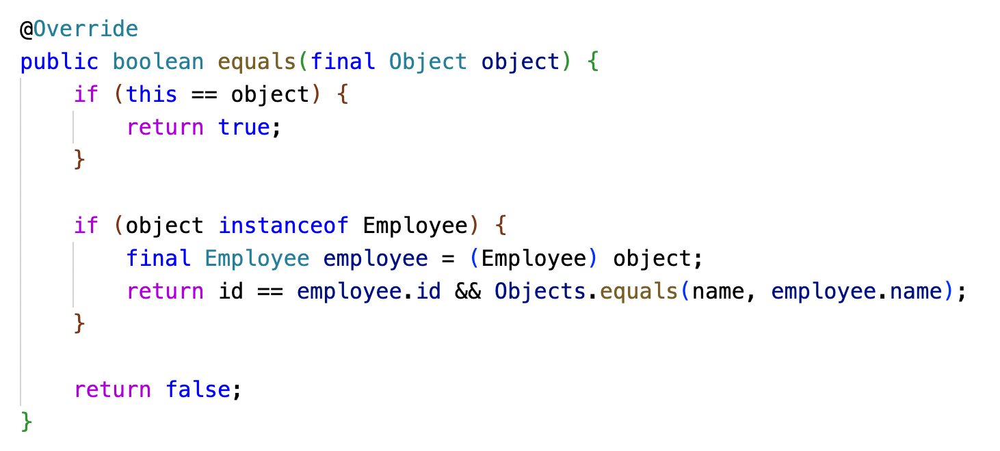 @Override
public boolean equals(final Object object) {
    if (this == object) {
        return true;
    }

    if (object instanceof Employee) {
        final Employee employee = (Employee) object;
        return id == employee.id && Objects.equals(name, employee.name);
    }

    return false;
}